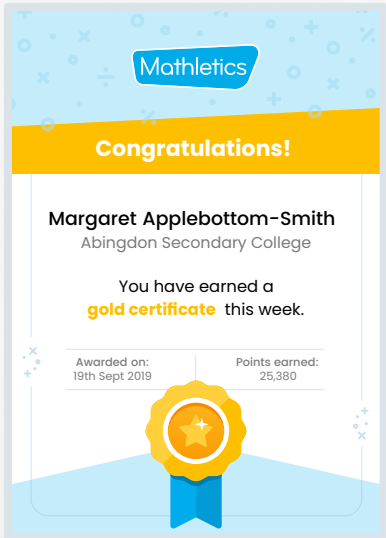 Mathletics
Congratulations!
Margaret Applebottom-Smith
Abingdon Secondary College
You have earned a
gold certificate this week.
Awarded on:
19th Sept 2019
Points earned:
25,380